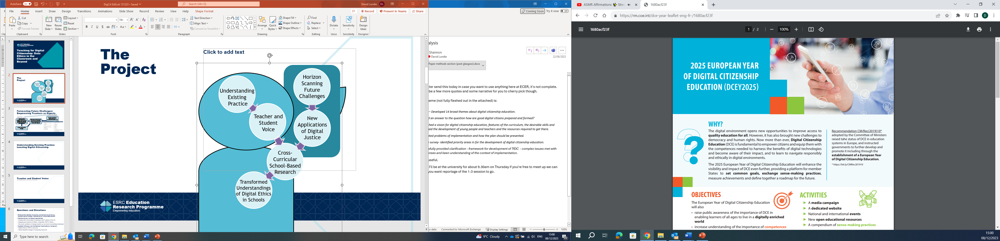 AutoSave
On
DigCit EdScot 131223 • Saved
Search (Alt+Q)
David Lundie
DL
File
Home
Insert
Draw
Design
Transitions
Animations
Slide Show
Record
Review
View
Help
Shape Format
Record
Present in Teams
Share
Paste
Cut
Copy
Format Painter
Clipboard
New
Slide
Reuse
Slides
Layout
Reset
Section
Slides
14+
Font
Text Direction
Align Text
Convert to SmartArt
Paragraph
Arrange
Quick
Styles
Shape Fill
Shape Outline
Shape Effects
Drawing
Find
Replace
Select
Editing
Dictate
Voice
Sensitivity
Sensitivity
Design
Ideas
Designer
1
Teaching for Digital
Citizenship: Data
Ethics in the
Classroom and
Beyond
2
The
Project
3
Forecasting Future Challenges:
Empowering Teachers as Experts
4
Understanding Existing Practice:
Locating Digital Citizenship
5
Teacher and Student Voice:
6
Questions and Directions
The
Project
Click to add text
Understanding
Existing
Practice
Teacher and
Student
Voice
Horizon
Scanning
Future
Challenges
New
Applications
of Digital
Justice
Cross-
Curricular
School-Based
Research
Transformed
Understandings
of Digital Ethics
in Schools
ESRC Education
Research Programme
Empowering educators
Coming Soon
Try it now
Off
alysis
Shannon
David Lundie
22/08/2023
Paper methods section (post glasgow).docx
tter send this today in case you want to use anything here at ECER, it's not complete.
be a few more quotes and some narrative for you to cherry pick though.
eme (not fully fleshed out in the attached) is:
– Developed 14 broad themes about digital citizenship education.
d an answer to the question how are good digital citizens prepared and formed?
hed a vision for digital citizenship education, features of the curriculum, the desirable skills and
aid the development of young people and teachers and the resources required to get there.
ted problems of implementation and how the plan should be presented.
survey- identified priority areas in for the development of digital citizenship education.
sfully provided clarification - framework for development of TfDC - complex issues met with
nses and keen understanding of the context of implementation.
useful.
I'll be at the university for about 9.30am on Thursday if you're free to meet up we can
you want reportage of the 1-3 session to go.
o date.
Connected to: Microsoft Exchange
Display Settings
100%
Type here to search
9°C Cloudy
ENG
15:00
08/12/2023
22
ASMR Affirmations
Stres
1680acf23f
https://rm.coe.int/dce-year-leaflet-eng-fr-/1680acf23f
D
1680acf23f
1 / 2
100%
2025 EUROPEAN YEAR
OF DIGITAL CITIZENSHIP
EDUCATION (DCEY2025)
WHY?
The digital environment opens new opportunities to improve access to
quality education for all. However, it has also brought new challenges to
democracy and human rights. Now more than ever, Digital Citizenship
Education (DCE) is fundamental to empower citizens and equip them with
the competences needed to harness the benefits of digital technologies
and become aware of their impact, and to learn to navigate responsibly
and ethically in digital environments.
The 2025 European Year of Digital Citizenship Education will enhance the
visibility and impact of DCE even further, providing a platform for member
States to set common goals, exchange sense-making practices,
measure achievements and define together a roadmap for the future.
Recommendation CM/Rec(2019)10*
adopted by the Committee of Ministers
raised tahe status of DCE in education
systems in Europe, and instructed
governments to further develop and
promote it including through the
establishment of a European Year
of Digital Citizenship Education.
* https://bit.ly/CMRec201910
OBJECTIVES
The European Year of Digital Citizenship Education
will also
• raise public awareness of the importance of DCE in
enabling learners of all ages to live in a digitally enriched
world
• increase understanding of the importance of competences
ACTIVITIES
A media campaign
A dedicated website
National and international events
New open educational resources
A compendium of sense-making practices
15:00
08/12/2023